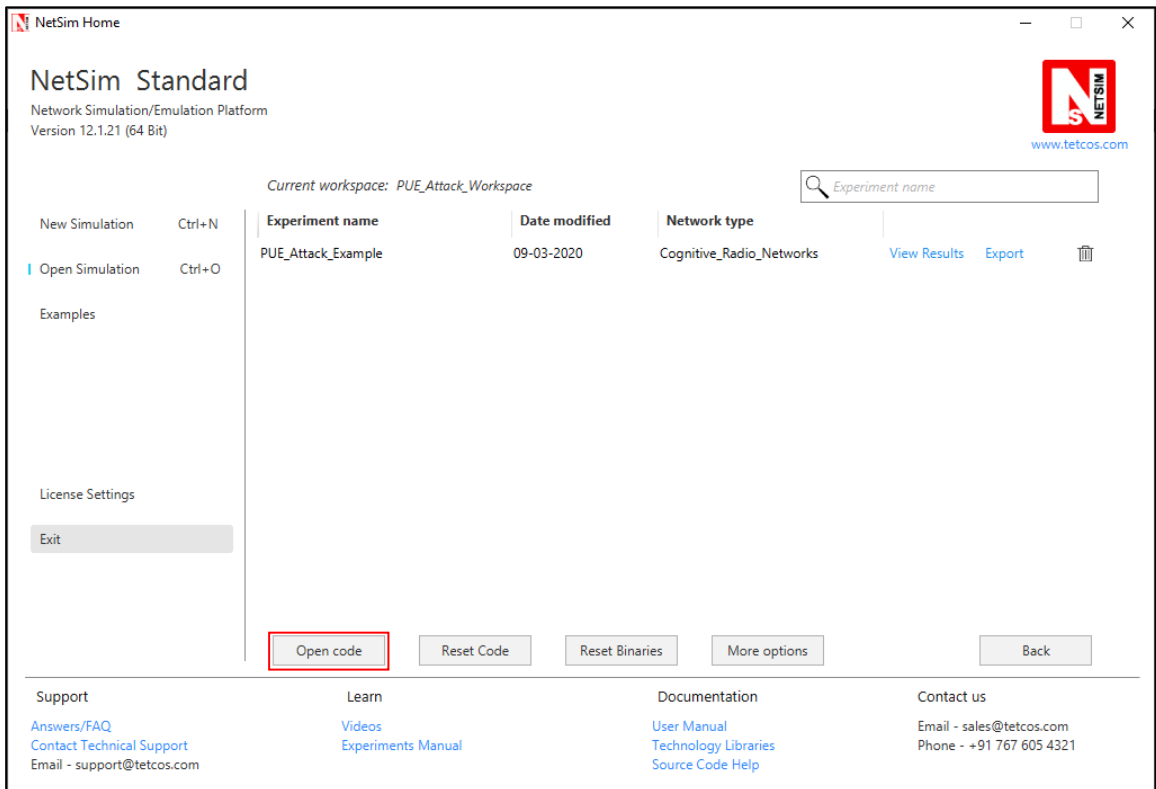 NetSim Home
NetSim Standard
Network Simulation/Emulation Platform
Version 12.1.21 (64 Bit)
NS NETSIM
www.tetcos.com
Current workspace: PUE_Attack_Workspace
Experiment name
New Simulation Ctrl+N
Open Simulation Ctrl+O
Examples
License Settings
Exit
Experiment name Date modified Network type
PUE_Attack_Example 09-03-2020 Cognitive_Radio_Networks View Results Export
Open code Reset Code Reset Binaries More options Back
Support
Answers/FAQ
Contact Technical Support
Email - support@tetcos.com
Learn
Videos
Experiments Manual
Documentation
User Manual
Technology Libraries
Source Code Help
Contact us
Email - sales@tetcos.com
Phone - +91 767 605 4321